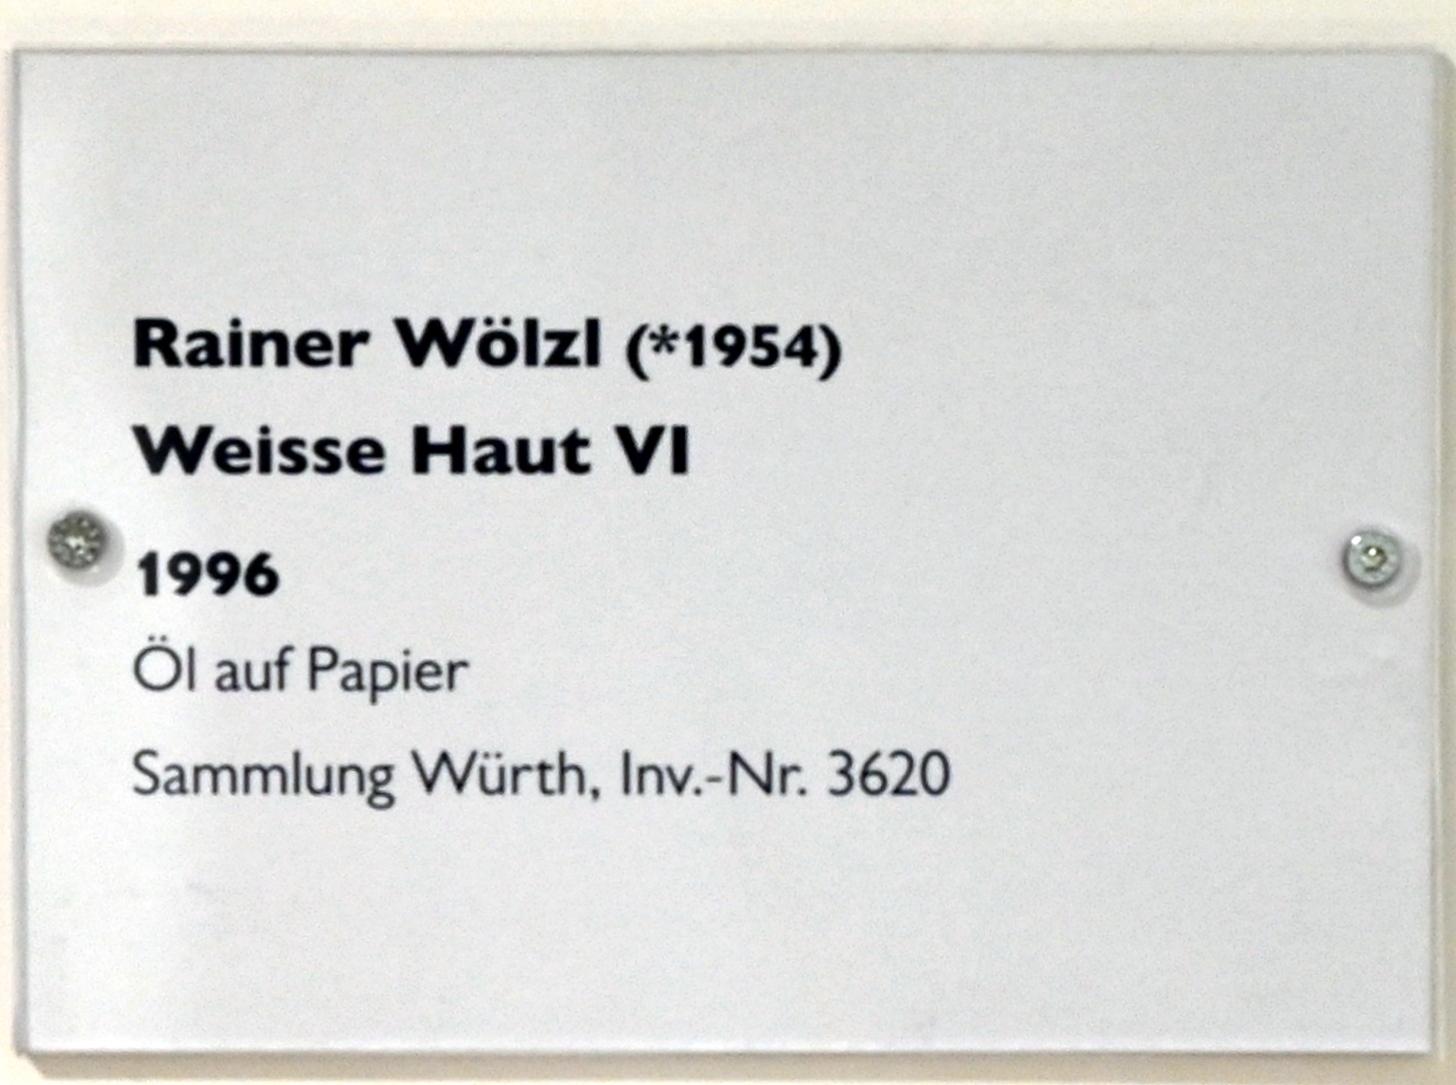 Rainer Wölzl (*1954)
Weisse Haut VI
1996
Öl auf Papier
Sammlung Würth, Inv.-Nr. 3620